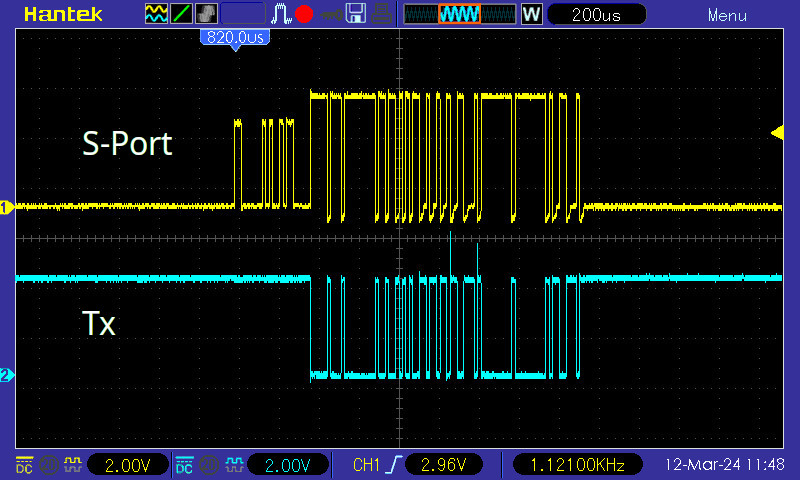 Hantek
W
200us
Menu
820.0us
S-Port
1
Tx
2
DC
2.00V
DC
2.00V
CH1
2.96V
1.12100KHz
12-Mar-24 11:48